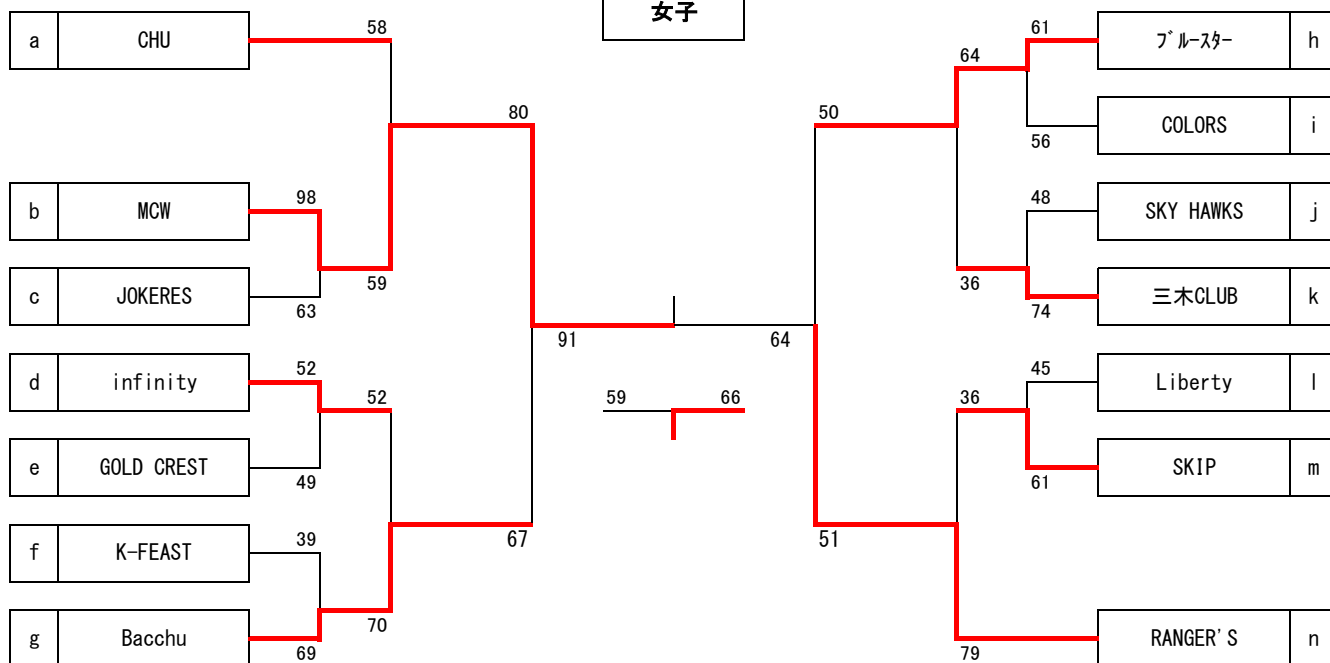 女子
a CHU 58
80
b MCW 98
59
c JOKERES 63
d infinity 52
52
e GOLD CREST 49
67
f K-FEAST 39
70
g Bacchu 69
91
64
59 66
61 ﾌﾞﾙｰｽﾀｰ h
64
50
56 COLORS i
48 SKY HAWKS j
36
74 三木CLUB k
45 Liberty l
36
61 SKIP m
51
79 RANGER'S n